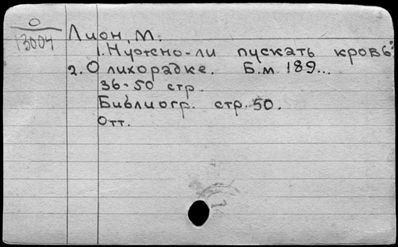 О
13004
Лион, М.
1. Нужно-ли пускать кровь?
2. О лихорадке. Б.м. 189...
36-50 стр.
Библиогр. стр. 50.
Отт.